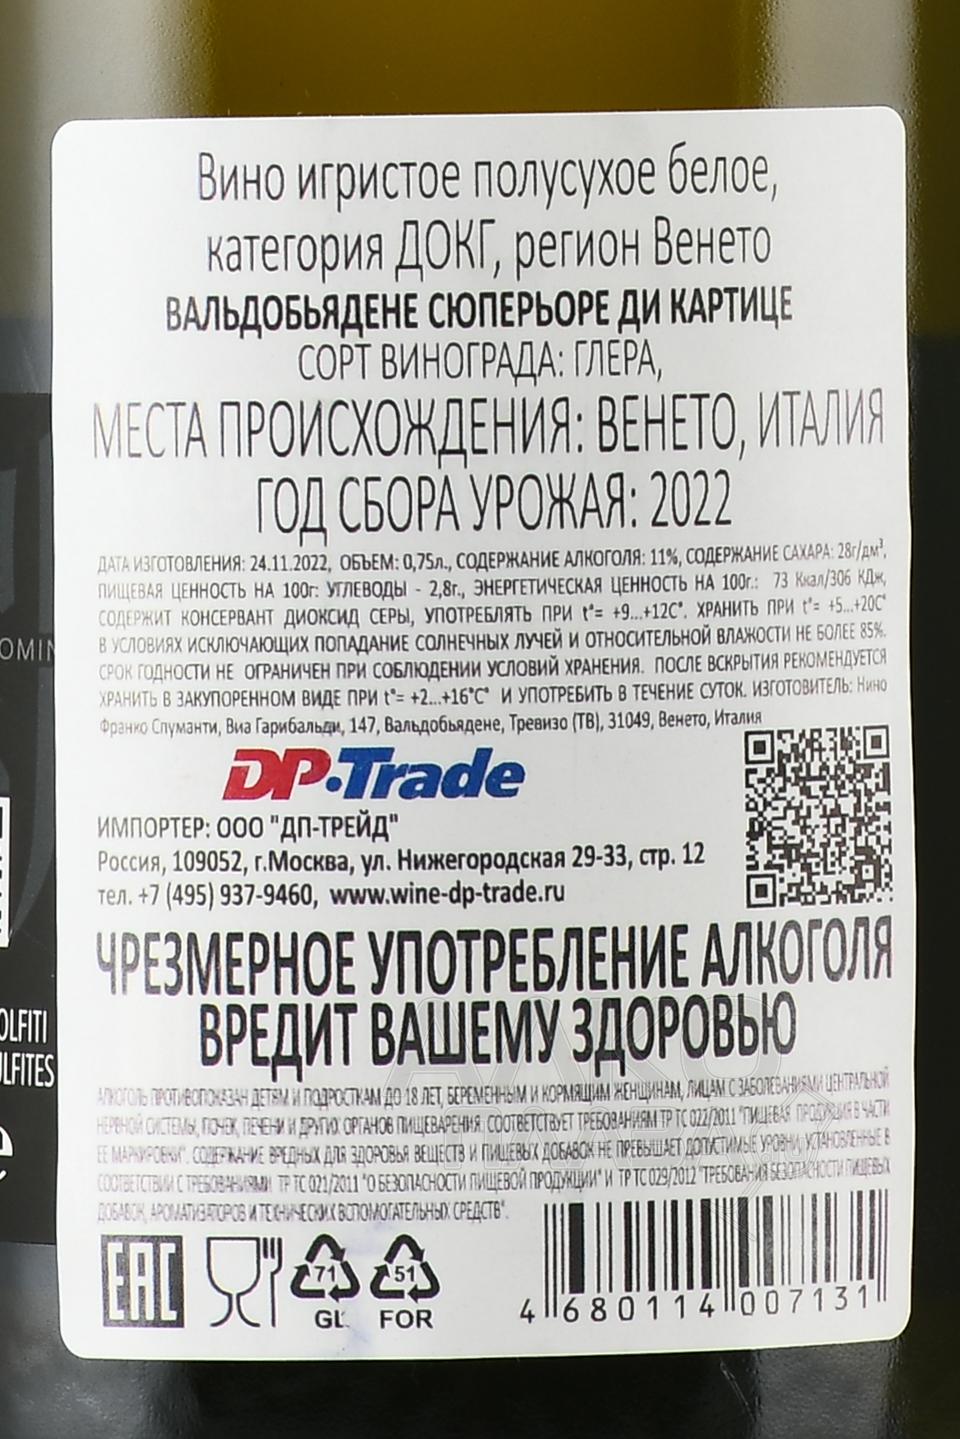 Вино игристое полусухое белое,
категория ДОКГ, регион Венето
ВАЛЬДОБЬЯДЕНЕ СЮПЕРЬОРЕ ДИ КАРТИЦЕ
СОРТ ВИНОГРАДА: ГЛЕРА,
МЕСТА ПРОИСХОЖДЕНИЯ: ВЕНЕТО, ИТАЛИЯ
ГОД СБОРА УРОЖАЯ: 2022
ДАТА ИЗГОТОВЛЕНИЯ: 24.11.2022, ОБЪЕМ: 0,75л., СОДЕРЖАНИЕ АЛКОГОЛЯ: 11%, СОДЕРЖАНИЕ САХАРА: 28г/дм³,
ПИЩЕВАЯ ЦЕННОСТЬ НА 100г: УГЛЕВОДЫ - 2,8г., ЭНЕРГЕТИЧЕСКАЯ ЦЕННОСТЬ НА 100г.: 73 Ккал/306 КДж,
СОДЕРЖИТ КОНСЕРВАНТ ДИОКСИД СЕРЫ, УПОТРЕБЛЯТЬ ПРИ t°= +9...+12C°. ХРАНИТЬ ПРИ t°= +5...+20C°
В УСЛОВИЯХ ИСКЛЮЧАЮЩИХ ПОПАДАНИЕ СОЛНЕЧНЫХ ЛУЧЕЙ И ОТНОСИТЕЛЬНОЙ ВЛАЖОСТИ НЕ БОЛЕЕ 85%.
СРОК ГОДНОСТИ НЕ ОГРАНИЧЕН ПРИ СОБЛЮДЕНИИ УСЛОВИЙ ХРАНЕНИЯ. ПОСЛЕ ВСКРЫТИЯ РЕКОМЕНДУЕТСЯ
ХРАНИТЬ В ЗАКУПОРЕННОМ ВИДЕ ПРИ t°= +2...+16°C° И УПОТРЕБИТЬ В ТЕЧЕНИЕ СУТОК. ИЗГОТОВИТЕЛЬ: Нино
Франко Спуманти, Виа Гарибальди, 147, Вальдобьядене, Тревизо (ТВ), 31049, Венето, Италия
DP·Trade
ИМПОРТЕР: ООО "ДП-ТРЕЙД"
Россия, 109052, г.Москва, ул. Нижегородская 29-33, стр. 12
тел. +7 (495) 937-9460, www.wine-dp-trade.ru
ЧРЕЗМЕРНОЕ УПОТРЕБЛЕНИЕ АЛКОГОЛЯ
ВРЕДИТ ВАШЕМУ ЗДОРОВЬЮ
АЛКОГОЛЬ ПРОТИВОПОКАЗАН ДЕТЯМ И ПОДРОСТКАМ ДО 18 ЛЕТ, БЕРЕМЕННЫМ И КОРМЯЩИМ ЖЕНЩИНАМ, ЛИЦАМ С ЗАБОЛЕВАНИЯМИ ЦЕНТРАЛЬНОЙ
НЕРВНОЙ СИСТЕМЫ, ПОЧЕК, ПЕЧЕНИ И ДРУГИХ ОРГАНОВ ПИЩЕВАРЕНИЯ. СООТВЕТСТВУЕТ ТРЕБОВАНИЯМ ТР ТС 022/2011 "ПИЩЕВАЯ ПРОДУКЦИЯ В ЧАСТИ
ЕЕ МАРКИРОВКИ". СОДЕРЖАНИЕ ВРЕДНЫХ ДЛЯ ЗДОРОВЬЯ ВЕЩЕСТВ И ПИЩЕВЫХ ДОБАВОК НЕ ПРЕВЫШАЕТ ДОПУСТИМЫЕ УРОВНИ, УСТАНОВЛЕННЫЕ В
СООТВЕТСТВИИ С ТРЕБОВАНИЯМИ ТР ТС 021/2011 "О БЕЗОПАСНОСТИ ПИЩЕВОЙ ПРОДУКЦИИ" И ТР ТС 029/2012 "ТРЕБОВАНИЯ БЕЗОПАСНОСТИ ПИЩЕВЫХ
ДОБАВОК, АРОМАТИЗАТОРОВ И ТЕХНИЧЕСКИХ ВСПОМОГАТЕЛЬНЫХ СРЕДСТВ".
EAC
71
GL
51
FOR
4 680114 007131
OMIN
OLFITI
ULFITES
e